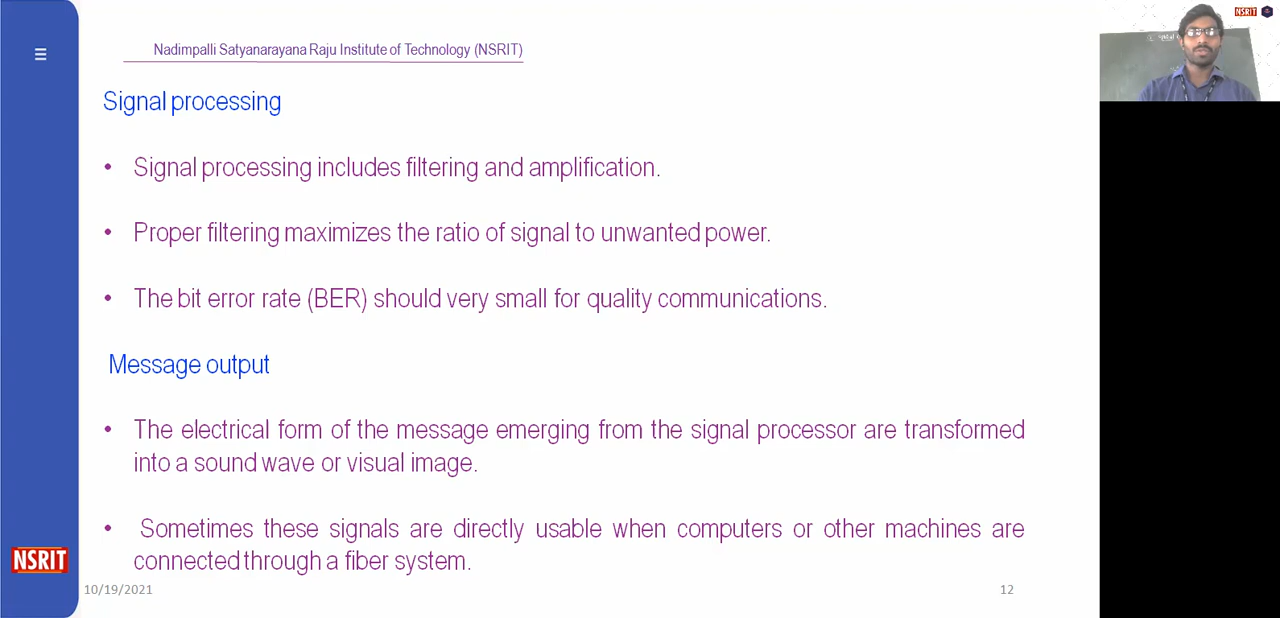 Nadimpalli Satyanarayana Raju Institute of Technology (NSRIT)
NSRIT
Signal processing
• Signal processing includes filtering and amplification.
• Proper filtering maximizes the ratio of signal to unwanted power.
• The bit error rate (BER) should very small for quality communications.
Message output
• The electrical form of the message emerging from the signal processor are transformed
into a sound wave or visual image.
• Sometimes these signals are directly usable when computers or other machines are
connected through a fiber system.
NSRIT
10/19/2021
12